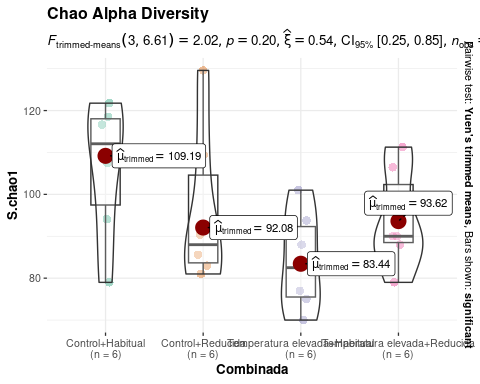 Chao Alpha Diversity
F_trimmed-means(3, 6.61) = 2.02, p = 0.20, ξ̂ = 0.54, CI_95% [0.25, 0.85], n_obs =
Pairwise test: Yuen's trimmed means, Bars shown: significant
S.chao1
120
100
80
μ̂_trimmed = 109.19
μ̂_trimmed = 92.08
μ̂_trimmed = 83.44
μ̂_trimmed = 93.62
Control+Habitual
(n = 6)
Control+Reducida
(n = 6)
Temperatura elevada+Habitual
(n = 6)
Temperatura elevada+Reducida
(n = 6)
Combinada